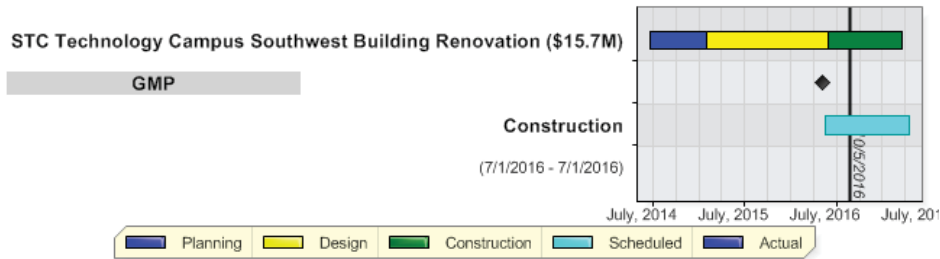 STC Technology Campus Southwest Building Renovation ($15.7M)
GMP
Construction
(7/1/2016 - 7/1/2016)
10/5/2016
July, 2014 July, 2015 July, 2016 July, 201
Planning Design Construction Scheduled Actual